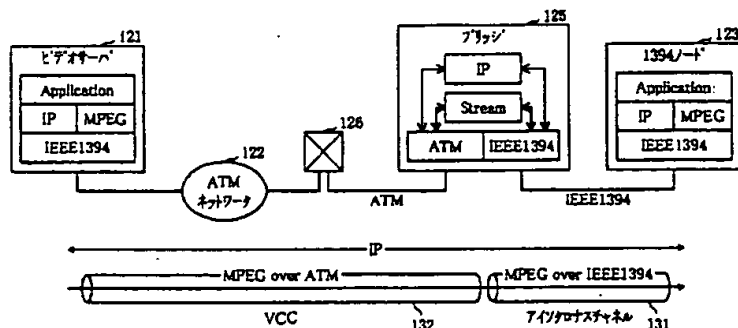 121
ビデオサーバ
Application
IP MPEG
IEEE1394
122
ATM
ネットワーク
126
ATM
125
ブリッジ
IP
Stream
ATM IEEE1394
IEEE1394
123
1394ノード
Application:
IP MPEG
IEEE1394
IP
MPEG over ATM
MPEG over IEEE1394
VCC
132
アイソクロナスチャネル
131